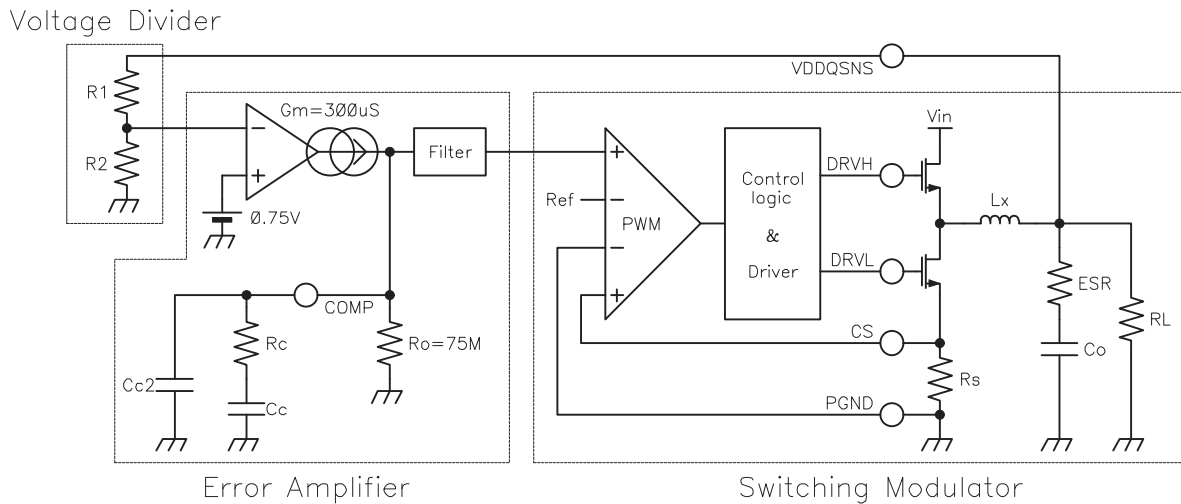 Voltage Divider
VDDQSNS
R1
Gm=300uS
Vin
R2
Filter
DRVH
Control
logic
&
Driver
Ref
PWM
Lx
0.75V
DRVL
ESR
COMP
Rc
Ro=75M
CS
RL
Co
Cc2
Cc
Rs
PGND
Error Amplifier
Switching Modulator